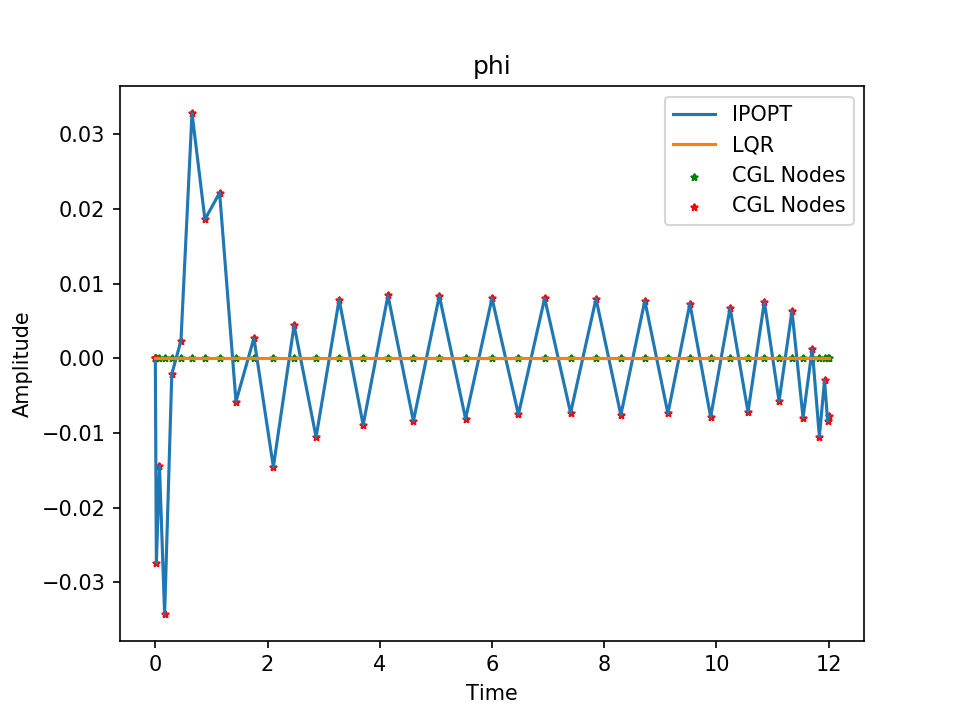 phi
IPOPT
LQR
CGL Nodes
CGL Nodes
Amplitude
0.03
0.02
0.01
0.00
−0.01
−0.02
−0.03
0 2 4 6 8 10 12
Time